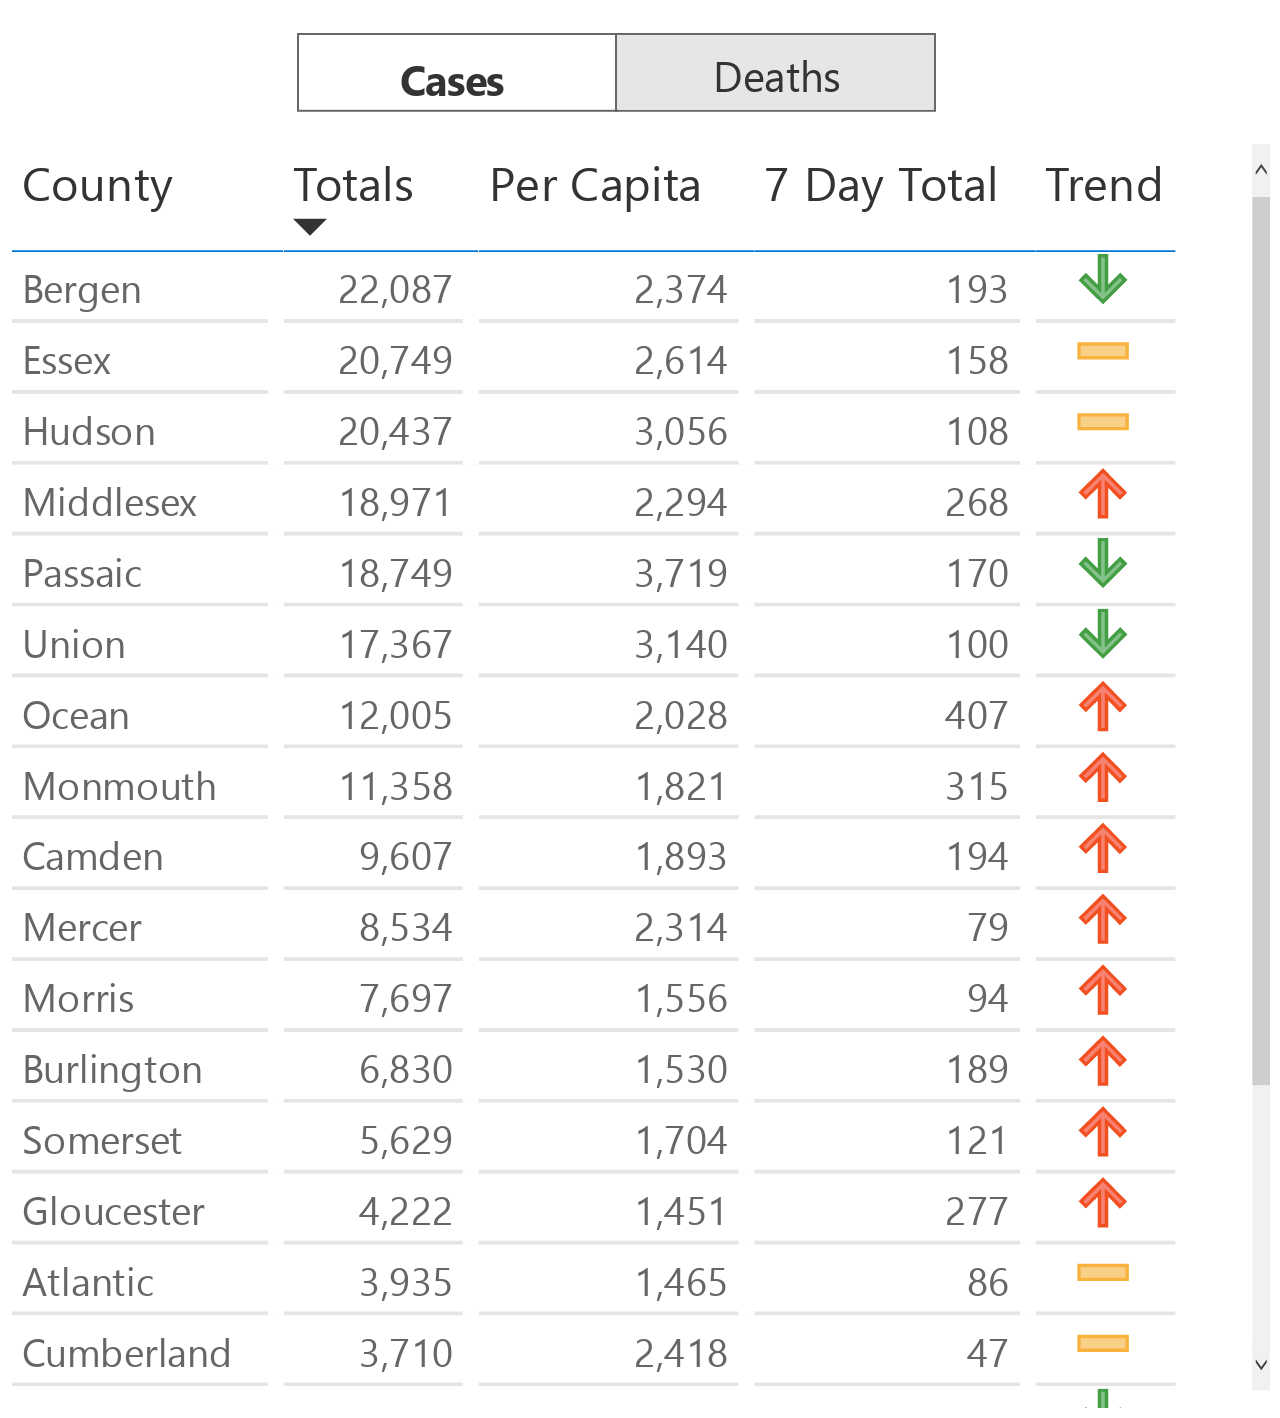 Cases Deaths
County Totals Per Capita 7 Day Total Trend
Bergen 22,087 2,374 193
Essex 20,749 2,614 158
Hudson 20,437 3,056 108
Middlesex 18,971 2,294 268
Passaic 18,749 3,719 170
Union 17,367 3,140 100
Ocean 12,005 2,028 407
Monmouth 11,358 1,821 315
Camden 9,607 1,893 194
Mercer 8,534 2,314 79
Morris 7,697 1,556 94
Burlington 6,830 1,530 189
Somerset 5,629 1,704 121
Gloucester 4,222 1,451 277
Atlantic 3,935 1,465 86
Cumberland 3,710 2,418 47